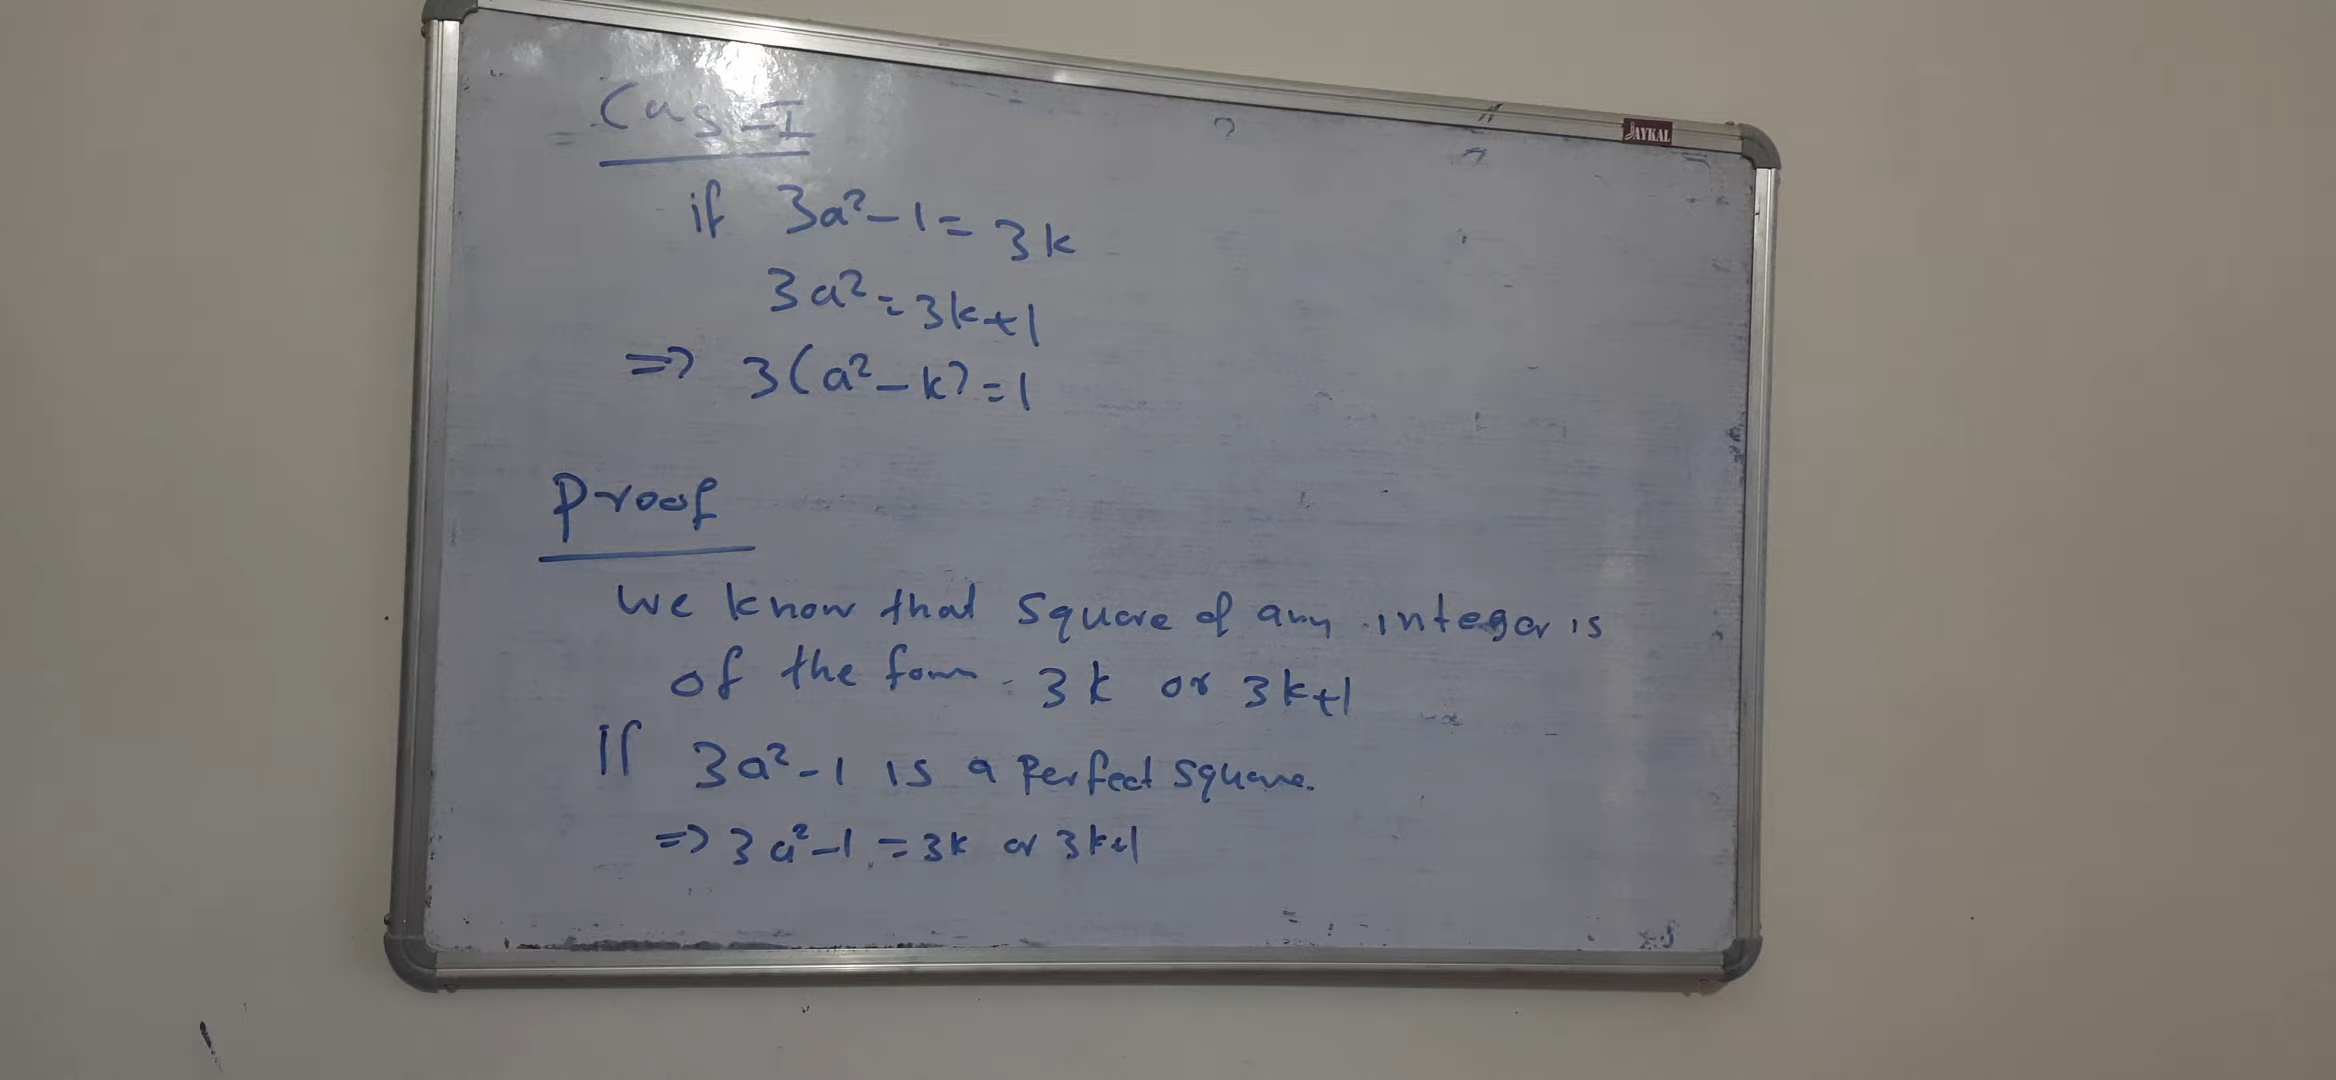 Cas-I
if 3a²-1= 3k
3a²=3k+1
=> 3(a²-k)=1
Proof
we know that square of any integer is
of the form 3k or 3k+1
If 3a²-1 is a Perfect square.
=> 3a²-1 = 3k or 3k+1
JAYKAL